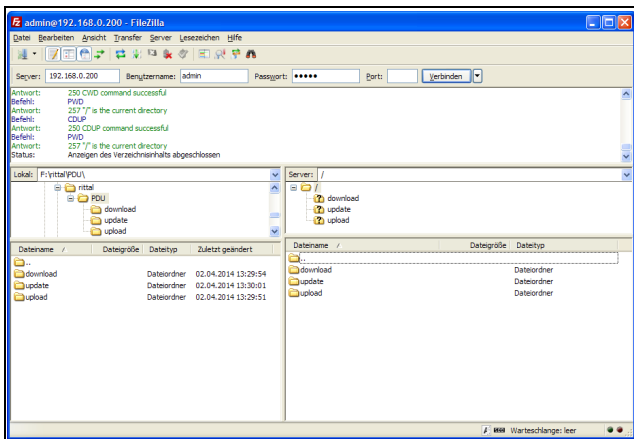 admin@192.168.0.200 - FileZilla
Datei Bearbeiten Ansicht Transfer Server Lesezeichen Hilfe
Server: 192.168.0.200 Benutzername: admin Passwort: ●●●●● Port: Verbinden
Antwort: 250 CWD command successful
Befehl: PWD
Antwort: 257 "/" is the current directory
Befehl: CDUP
Antwort: 250 CDUP command successful
Befehl: PWD
Antwort: 257 "/" is the current directory
Status: Anzeigen des Verzeichnisinhalts abgeschlossen
Lokal: F:\rittal\PDU\
rittal
PDU
download
update
upload
Server: /
/
download
update
upload
Dateiname / Dateigröße Dateityp Zuletzt geändert
..
download Dateiordner 02.04.2014 13:29:54
update Dateiordner 02.04.2014 13:30:01
upload Dateiordner 02.04.2014 13:29:51
Dateiname / Dateigröße Dateityp
..
download Dateiordner
update Dateiordner
upload Dateiordner
Warteschlange: leer